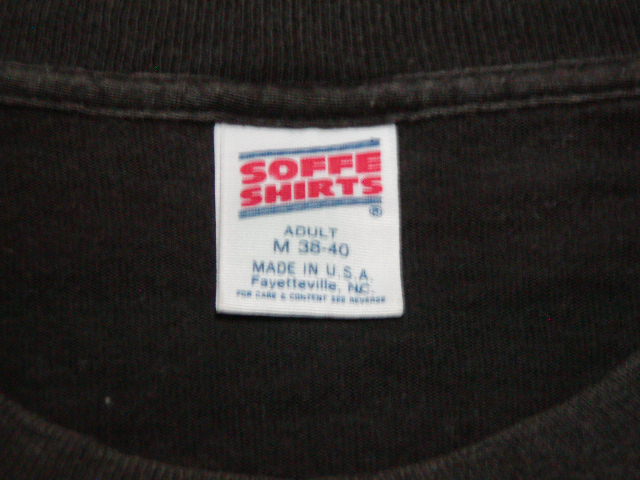 SOFFE
SHIRTS
®
ADULT
M 38-40
MADE IN U.S.A.
Fayetteville, NC.
FOR CARE & CONTENT SEE REVERSE